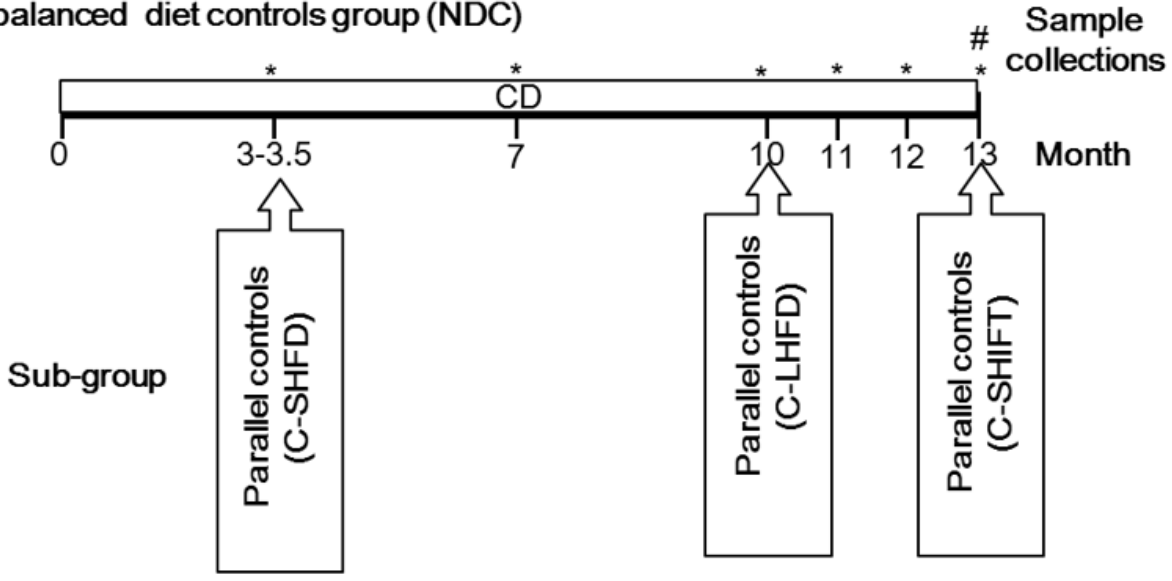 balanced diet controls group (NDC)
# Sample
* * * * * * collections
CD
0 3-3.5 7 10 11 12 13 Month
Sub-group
Parallel controls
(C-SHFD)
Parallel controls
(C-LHFD)
Parallel controls
(C-SHIFT)